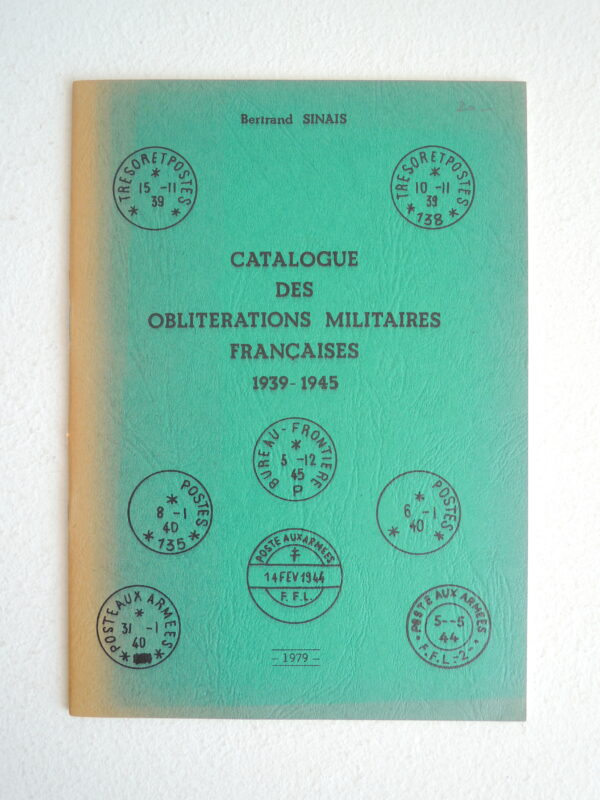 Bertrand SINAIS
★ TRESOR ET POSTES ★
*
15 -11
39
★ TRESOR ET POSTES ★
*
10 -11
39
*138*
CATALOGUE
DES
OBLITERATIONS MILITAIRES
FRANÇAISES
1939-1945
BUREAU-FRONTIERE
*
5 -12
45
P
POSTES
*
8 -1
40
*135*
POSTES
*
6 -1
40
*
POSTE AUX ARMEES
14 FEV 1944
F. F. L.
* POSTE AUX ARMEES *
*
31 -1
40
• POSTE AUX ARMEES •
5--5
44
F.F.L-2-
- 1979 -